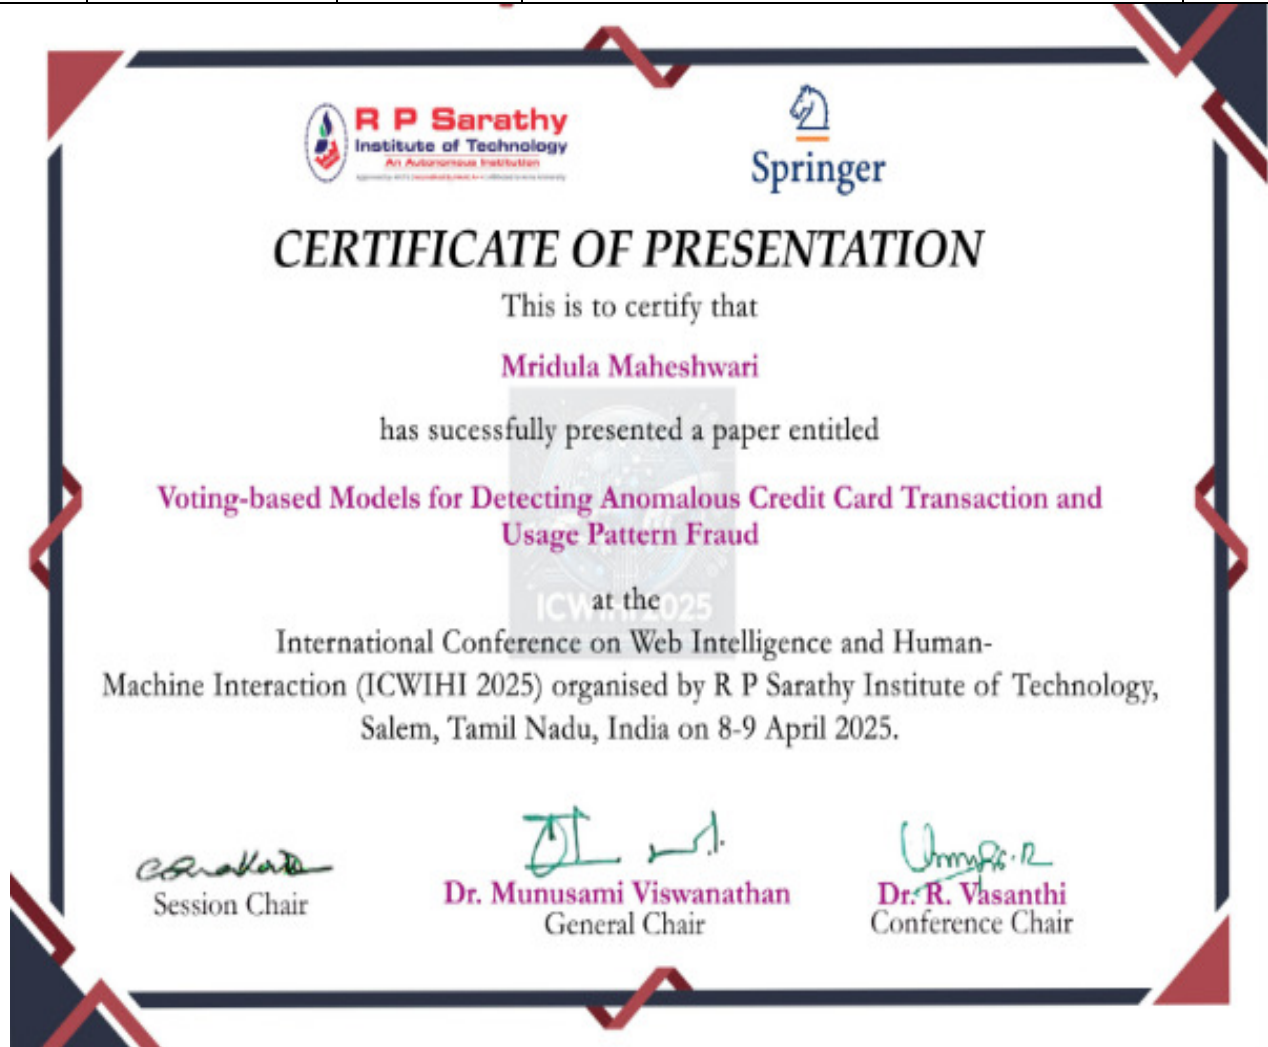 R P Sarathy
Institute of Technology
An Autonomous Institution
Springer
CERTIFICATE OF PRESENTATION
This is to certify that
Mridula Maheshwari
has sucessfully presented a paper entitled
Voting-based Models for Detecting Anomalous Credit Card Transaction and
Usage Pattern Fraud
ICWIHI 2025
at the
International Conference on Web Intelligence and Human-
Machine Interaction (ICWIHI 2025) organised by R P Sarathy Institute of Technology,
Salem, Tamil Nadu, India on 8-9 April 2025.
Session Chair
Dr. Munusami Viswanathan
General Chair
Dr. R. Vasanthi
Conference Chair